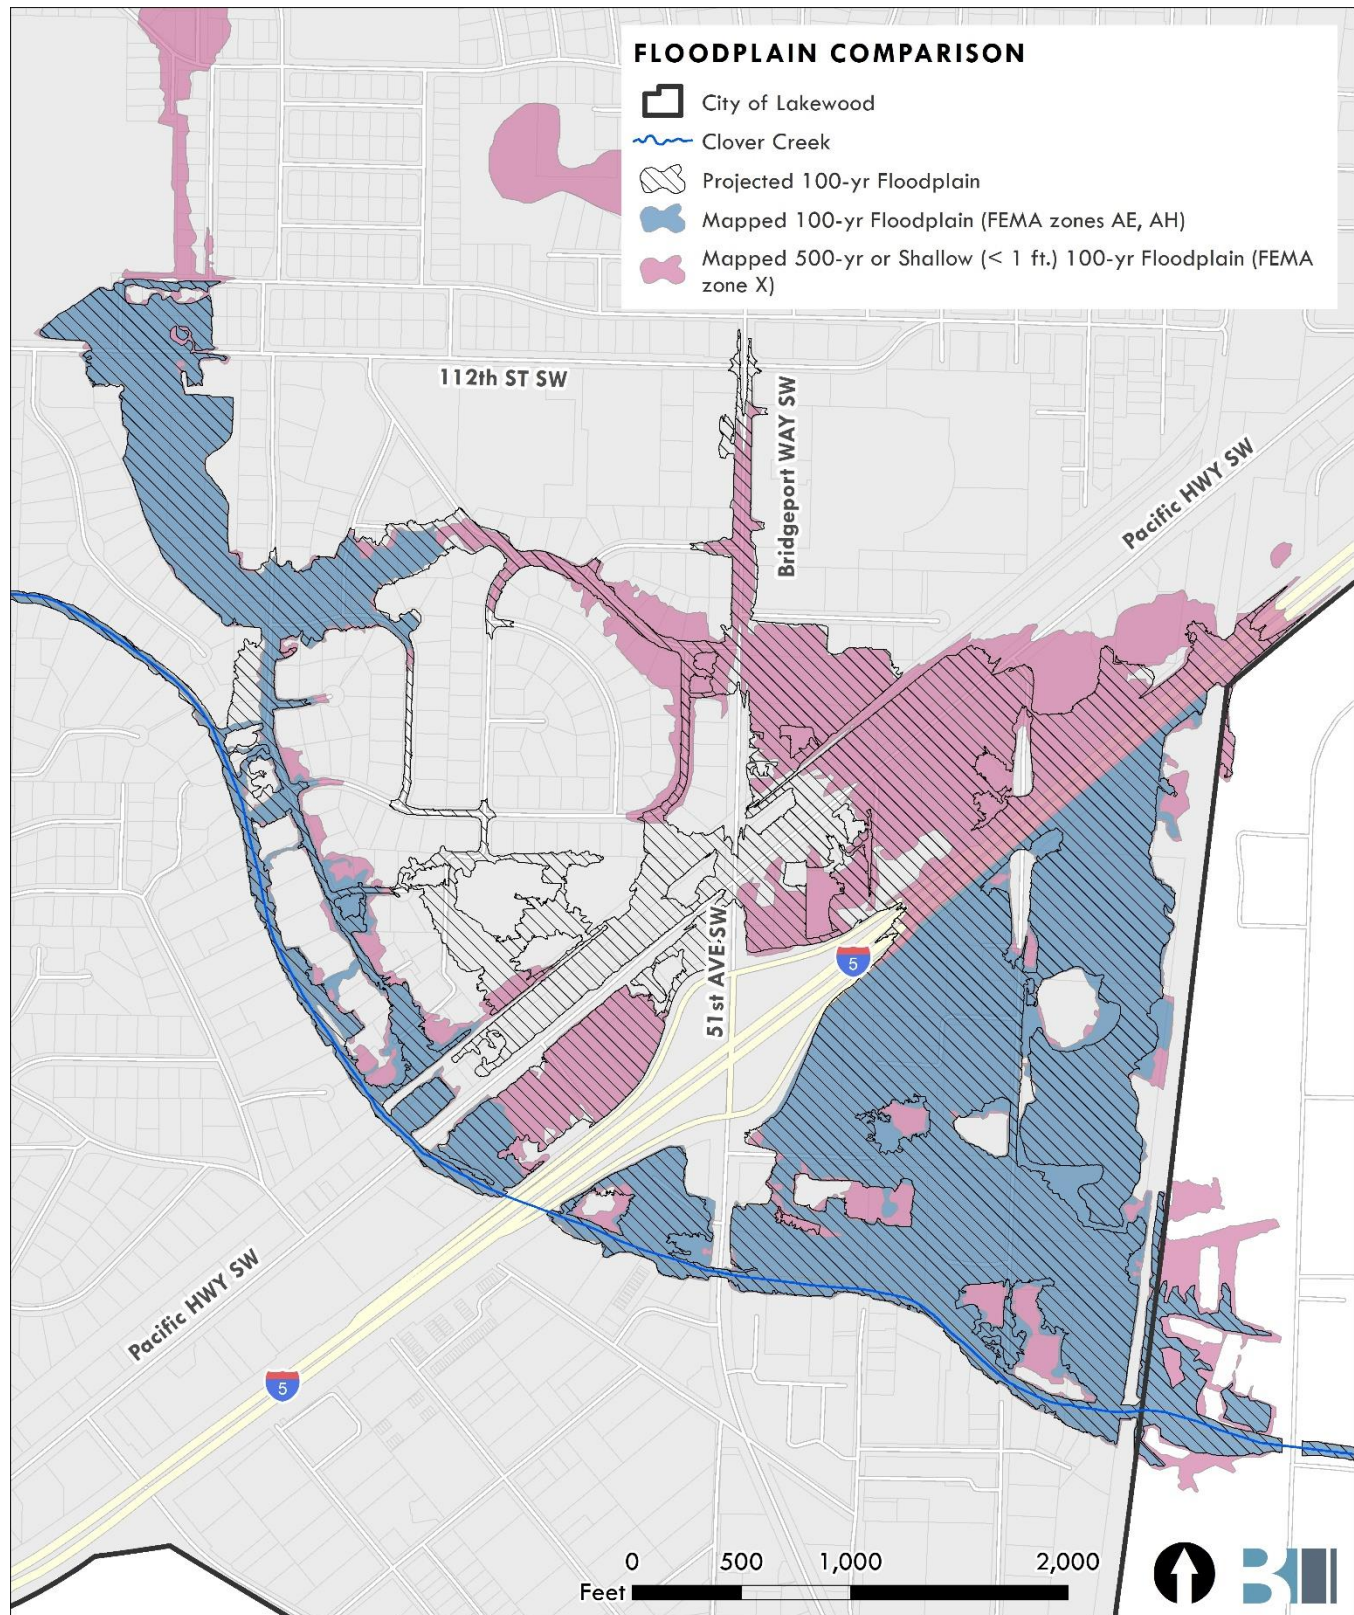 FLOODPLAIN COMPARISON
City of Lakewood
Clover Creek
Projected 100-yr Floodplain
Mapped 100-yr Floodplain (FEMA zones AE, AH)
Mapped 500-yr or Shallow (< 1 ft.) 100-yr Floodplain (FEMA
zone X)
112th ST SW
Bridgeport WAY SW
Pacific HWY SW
51st AVE SW
5
Pacific HWY SW
5
0 500 1,000 2,000
Feet